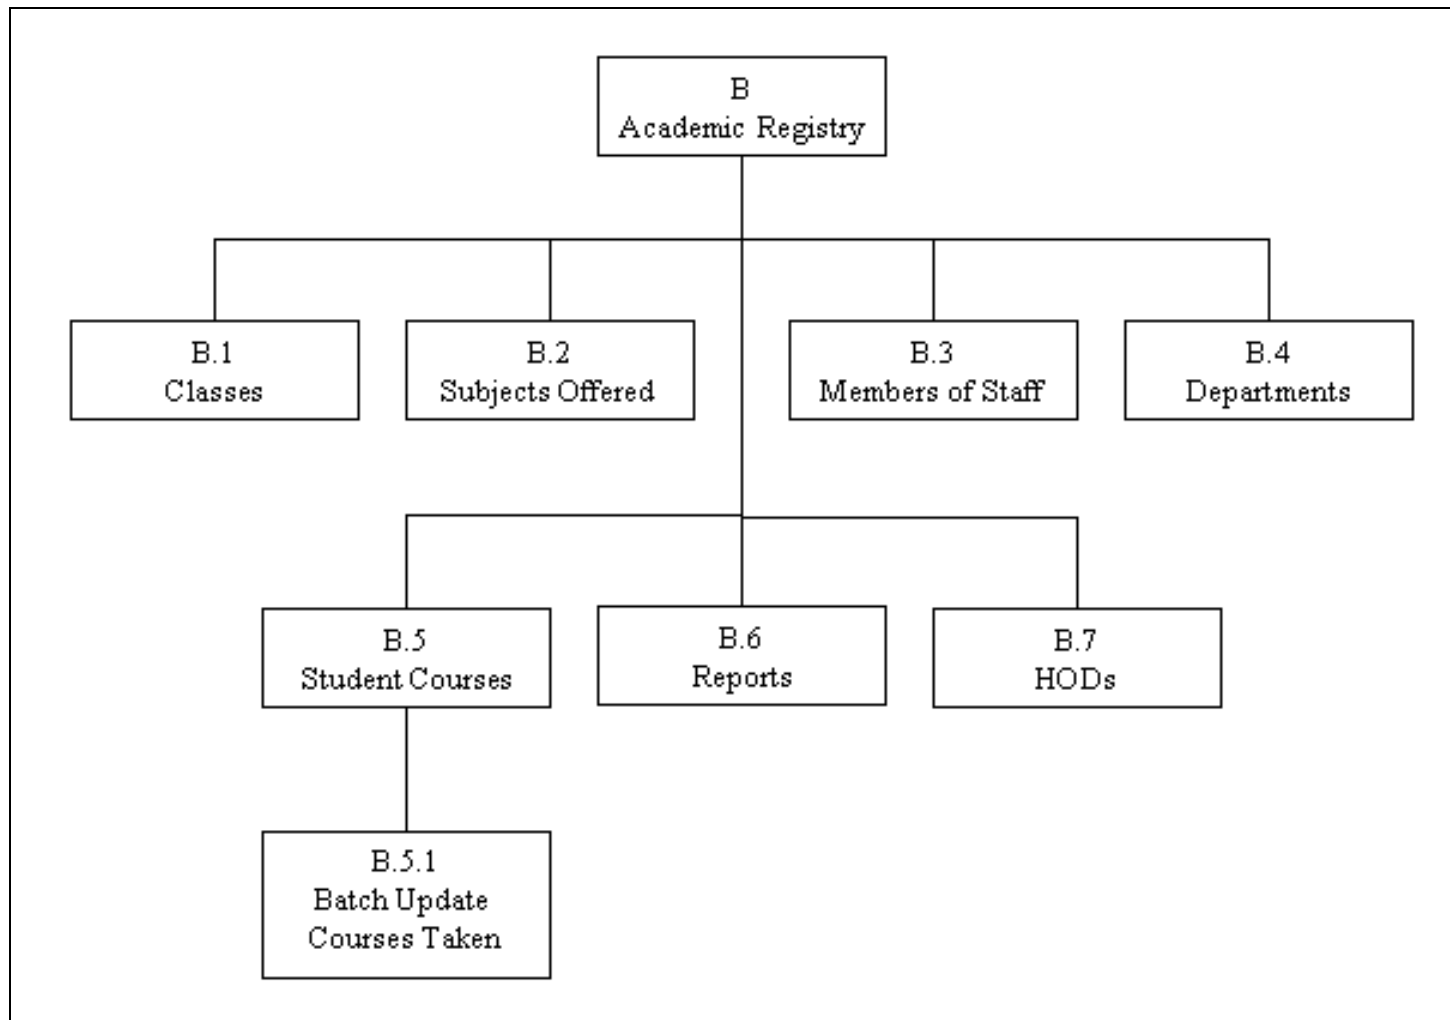 B
Academic Registry
B.1
Classes
B.2
Subjects Offered
B.3
Members of Staff
B.4
Departments
B.5
Student Courses
B.6
Reports
B.7
HODs
B.5.1
Batch Update
Courses Taken